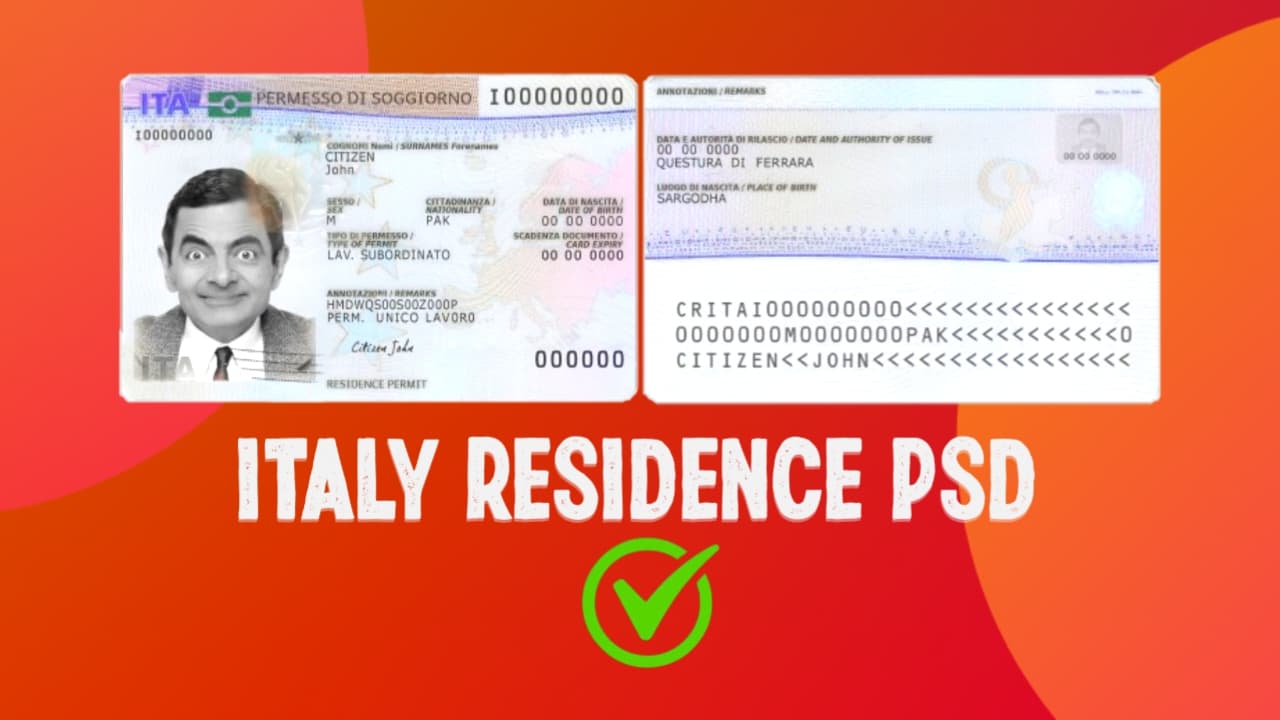 ITA PERMESSO DI SOGGIORNO I00000000
I00000000
COGNOMI Nomi / SURNAMES Forenames
CITIZEN
John
SESSO /
SEX
M
CITTADINANZA /
NATIONALITY
PAK
DATA DI NASCITA /
DATE OF BIRTH
00 00 0000
TIPO DI PERMESSO /
TYPE OF PERMIT
LAV. SUBORDINATO
SCADENZA DOCUMENTO /
CARD EXPIRY
00 00 0000
ANNOTAZIONI / REMARKS
HMDWQS00S00Z000P
PERM. UNICO LAVORO
Citizen John
000000
ITA
RESIDENCE PERMIT
ANNOTAZIONI / REMARKS
DATA E AUTORITÀ DI RILASCIO / DATE AND AUTHORITY OF ISSUE
00 00 0000
QUESTURA DI FERRARA
00 00 0000
LUOGO DI NASCITA / PLACE OF BIRTH
SARGODHA
CRITAI0000000000<<<<<<<<<<<<<<<
0000000M0000000PAK<<<<<<<<<<<0
CITIZEN<<JOHN<<<<<<<<<<<<<<<<<
ITALY RESIDENCE PSD